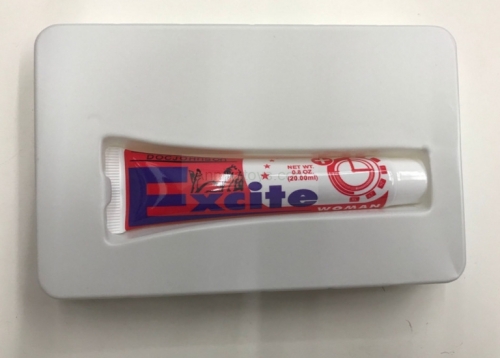 NET WT.
0.8 OZ
(20.00ml)
Excite
WOMAN